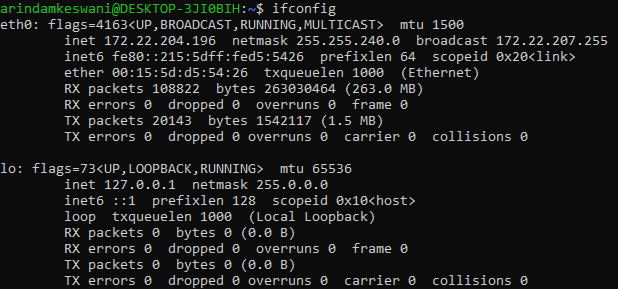 arindamkeswani@DESKTOP-3JI0BIH:~$ ifconfig
eth0: flags=4163<UP,BROADCAST,RUNNING,MULTICAST>  mtu 1500
        inet 172.22.204.196  netmask 255.255.240.0  broadcast 172.22.207.255
        inet6 fe80::215:5dff:fed5:5426  prefixlen 64  scopeid 0x20<link>
        ether 00:15:5d:d5:54:26  txqueuelen 1000  (Ethernet)
        RX packets 108822  bytes 263030464 (263.0 MB)
        RX errors 0  dropped 0  overruns 0  frame 0
        TX packets 20143  bytes 1542117 (1.5 MB)
        TX errors 0  dropped 0 overruns 0  carrier 0  collisions 0

lo: flags=73<UP,LOOPBACK,RUNNING>  mtu 65536
        inet 127.0.0.1  netmask 255.0.0.0
        inet6 ::1  prefixlen 128  scopeid 0x10<host>
        loop  txqueuelen 1000  (Local Loopback)
        RX packets 0  bytes 0 (0.0 B)
        RX errors 0  dropped 0  overruns 0  frame 0
        TX packets 0  bytes 0 (0.0 B)
        TX errors 0  dropped 0 overruns 0  carrier 0  collisions 0